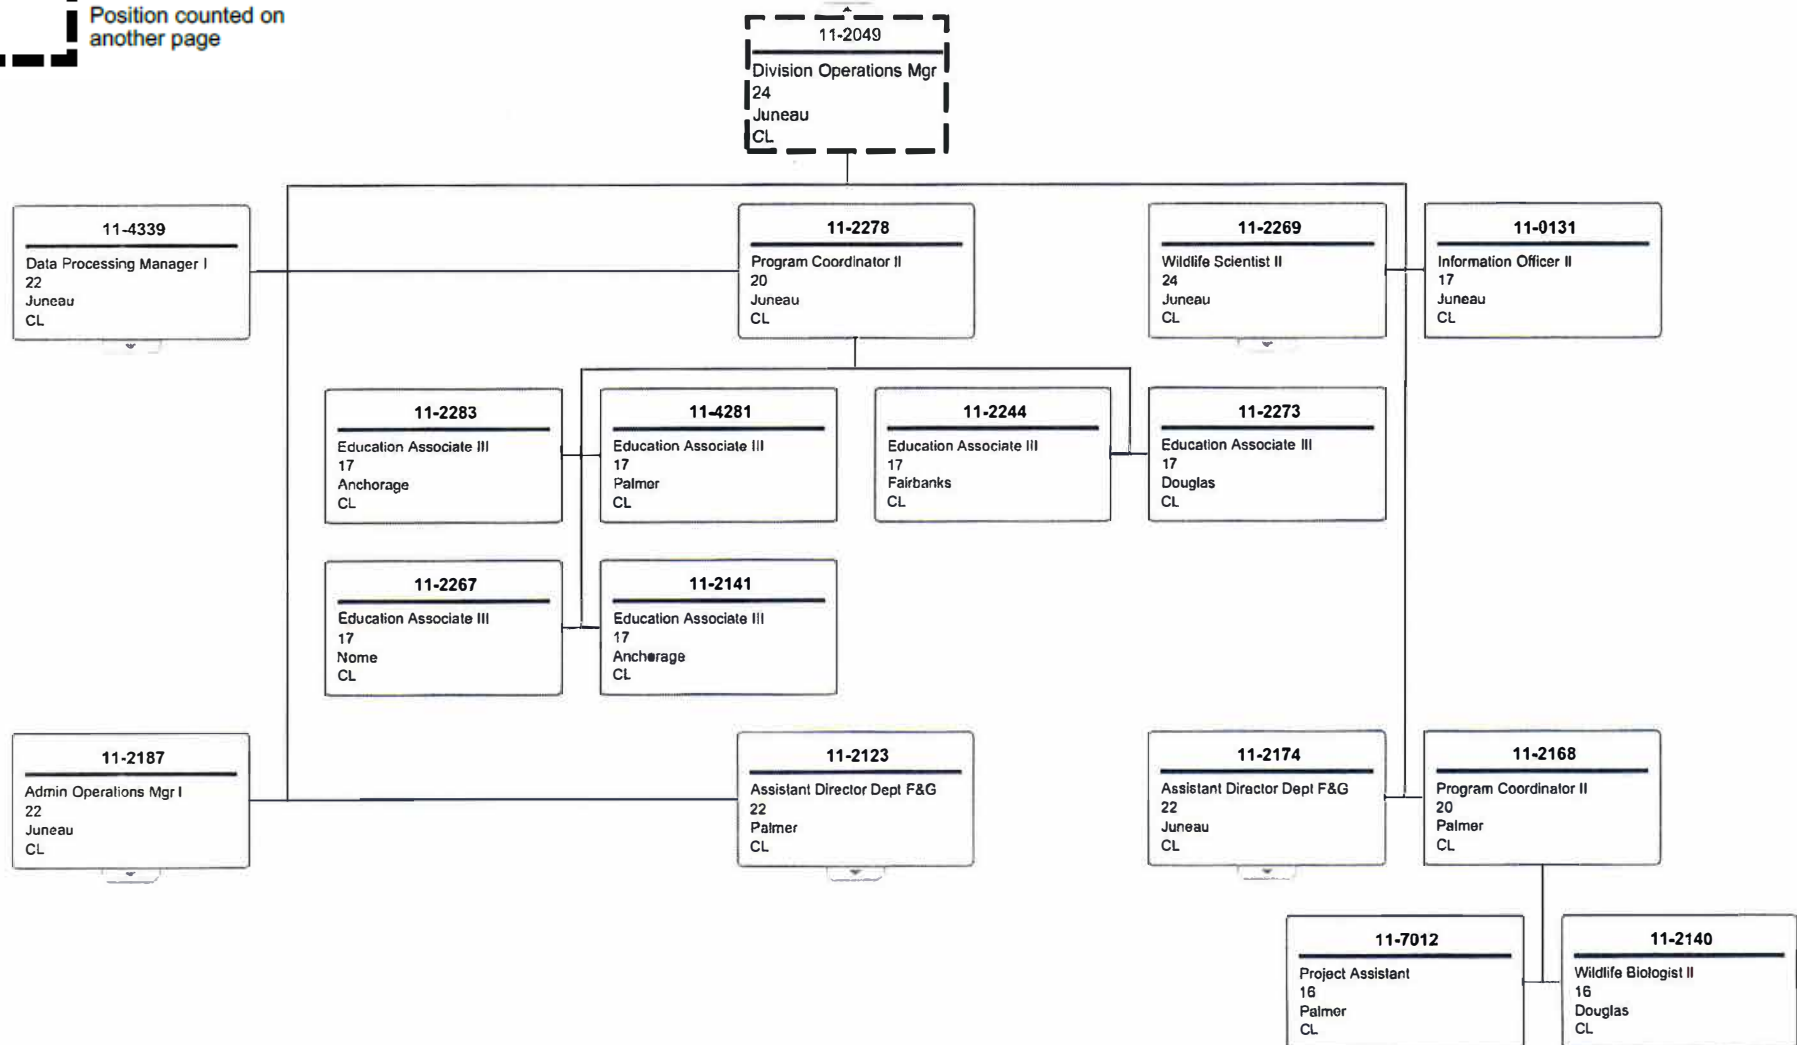 Position counted on
another page
11-2049
Division Operations Mgr
24
Juneau
CL
11-4339
Data Processing Manager I
22
Juneau
CL
11-2278
Program Coordinator II
20
Juneau
CL
11-2269
Wildlife Scientist II
24
Juneau
CL
11-0131
Information Officer II
17
Juneau
CL
11-2283
Education Associate III
17
Anchorage
CL
11-4281
Education Associate III
17
Palmer
CL
11-2244
Education Associate III
17
Fairbanks
CL
11-2273
Education Associate III
17
Douglas
CL
11-2267
Education Associate III
17
Nome
CL
11-2141
Education Associate III
17
Anchorage
CL
11-2187
Admin Operations Mgr I
22
Juneau
CL
11-2123
Assistant Director Dept F&G
22
Palmer
CL
11-2174
Assistant Director Dept F&G
22
Juneau
CL
11-2168
Program Coordinator II
20
Palmer
CL
11-7012
Project Assistant
16
Palmer
CL
11-2140
Wildlife Biologist II
16
Douglas
CL